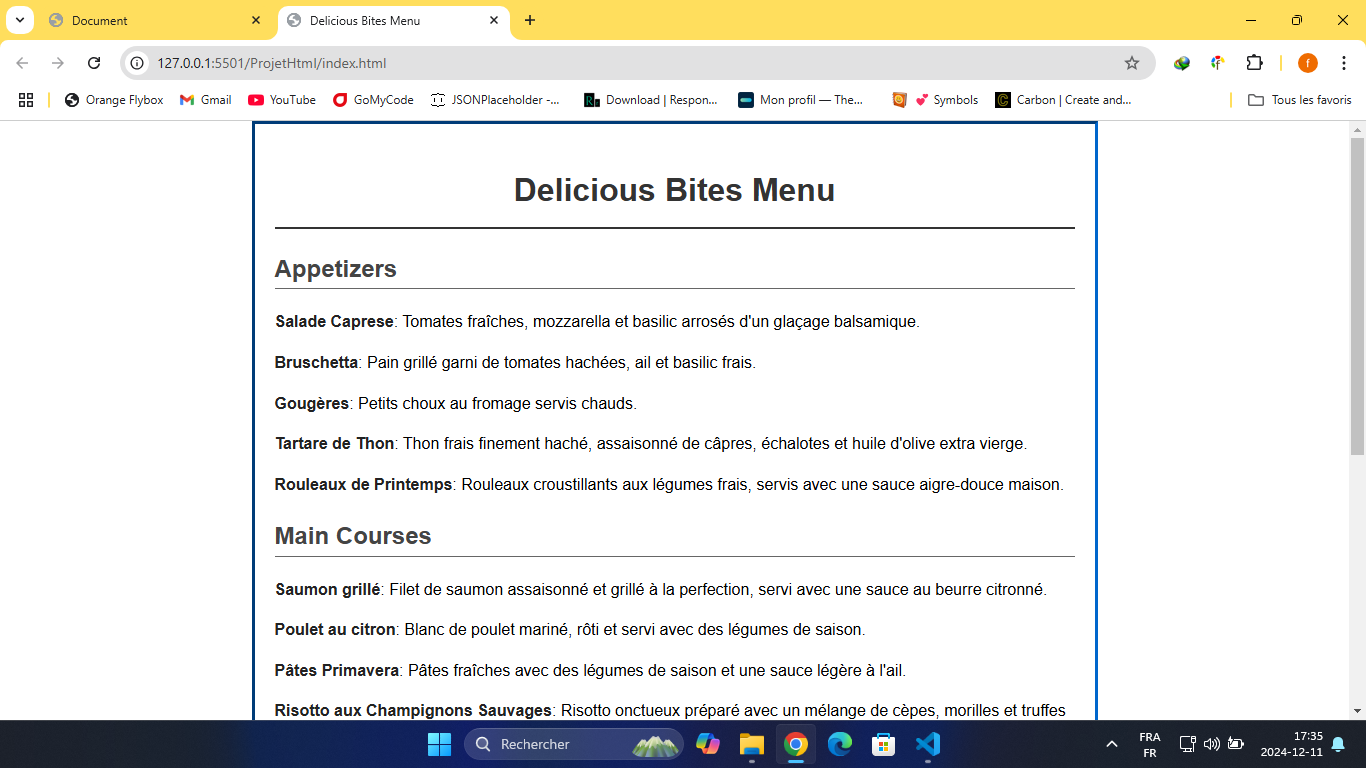 Document
Delicious Bites Menu
127.0.0.1:5501/ProjetHtml/index.html
f
Orange Flybox
Gmail
YouTube
GoMyCode
JSONPlaceholder -...
Download | Respon...
Mon profil — The...
Symbols
Carbon | Create and...
Tous les favoris
Delicious Bites Menu
Appetizers
Salade Caprese: Tomates fraîches, mozzarella et basilic arrosés d'un glaçage balsamique.
Bruschetta: Pain grillé garni de tomates hachées, ail et basilic frais.
Gougères: Petits choux au fromage servis chauds.
Tartare de Thon: Thon frais finement haché, assaisonné de câpres, échalotes et huile d'olive extra vierge.
Rouleaux de Printemps: Rouleaux croustillants aux légumes frais, servis avec une sauce aigre-douce maison.
Main Courses
Saumon grillé: Filet de saumon assaisonné et grillé à la perfection, servi avec une sauce au beurre citronné.
Poulet au citron: Blanc de poulet mariné, rôti et servi avec des légumes de saison.
Pâtes Primavera: Pâtes fraîches avec des légumes de saison et une sauce légère à l'ail.
Risotto aux Champignons Sauvages: Risotto onctueux préparé avec un mélange de cèpes, morilles et truffes
Rechercher
FRA
FR
17:35
2024-12-11